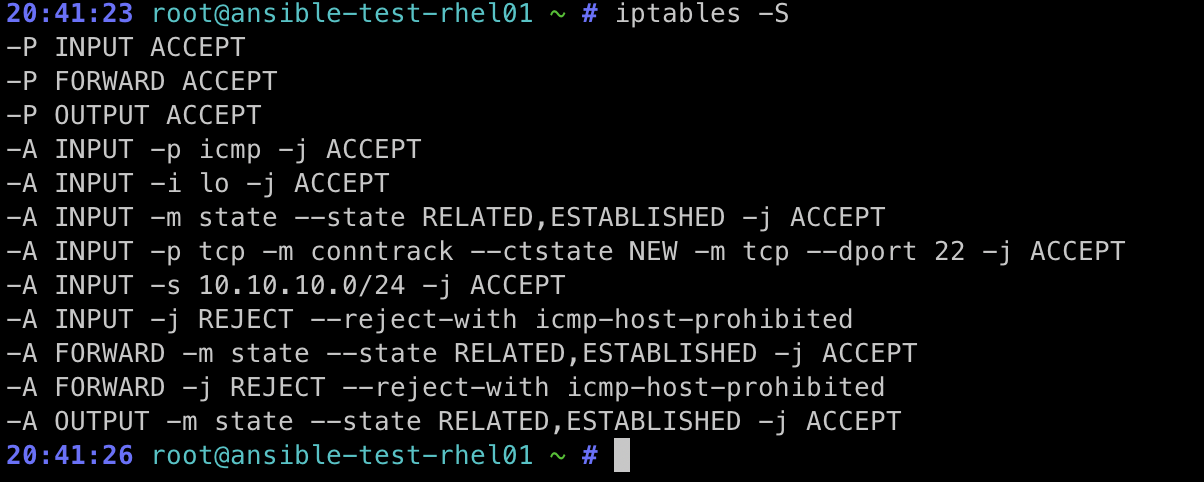 20:41:23 root@ansible-test-rhel01 ~ # iptables -S
-P INPUT ACCEPT
-P FORWARD ACCEPT
-P OUTPUT ACCEPT
-A INPUT -p icmp -j ACCEPT
-A INPUT -i lo -j ACCEPT
-A INPUT -m state --state RELATED,ESTABLISHED -j ACCEPT
-A INPUT -p tcp -m conntrack --ctstate NEW -m tcp --dport 22 -j ACCEPT
-A INPUT -s 10.10.10.0/24 -j ACCEPT
-A INPUT -j REJECT --reject-with icmp-host-prohibited
-A FORWARD -m state --state RELATED,ESTABLISHED -j ACCEPT
-A FORWARD -j REJECT --reject-with icmp-host-prohibited
-A OUTPUT -m state --state RELATED,ESTABLISHED -j ACCEPT
20:41:26 root@ansible-test-rhel01 ~ #